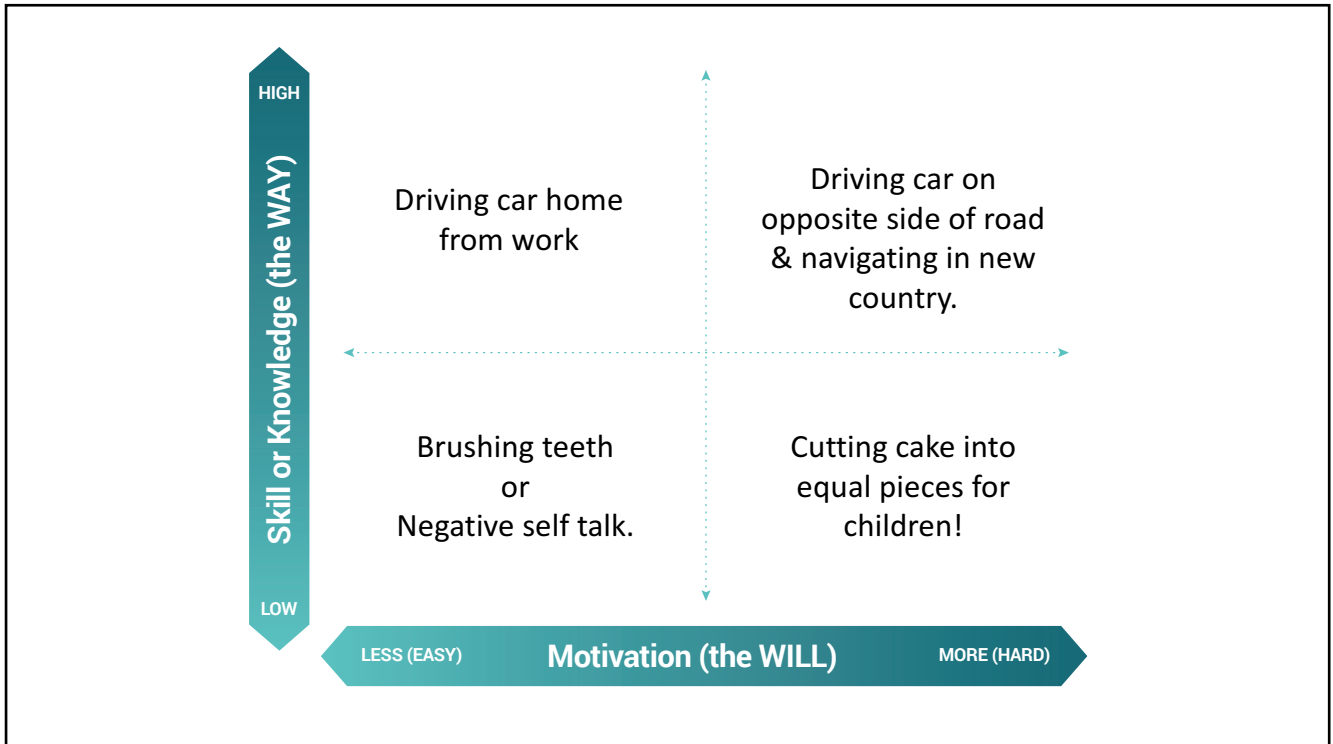 HIGH
Skill or Knowledge (the WAY)
LOW
Driving car home
from work
Driving car on
opposite side of road
& navigating in new
country.
Brushing teeth
or
Negative self talk.
Cutting cake into
equal pieces for
children!
LESS (EASY)
Motivation (the WILL)
MORE (HARD)